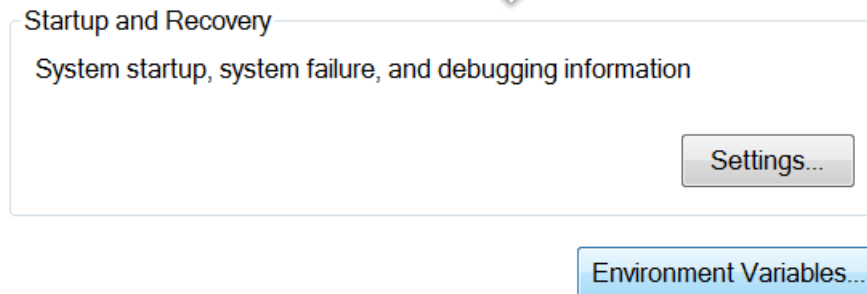 Startup and Recovery
System startup, system failure, and debugging information
Settings...
Environment Variables...